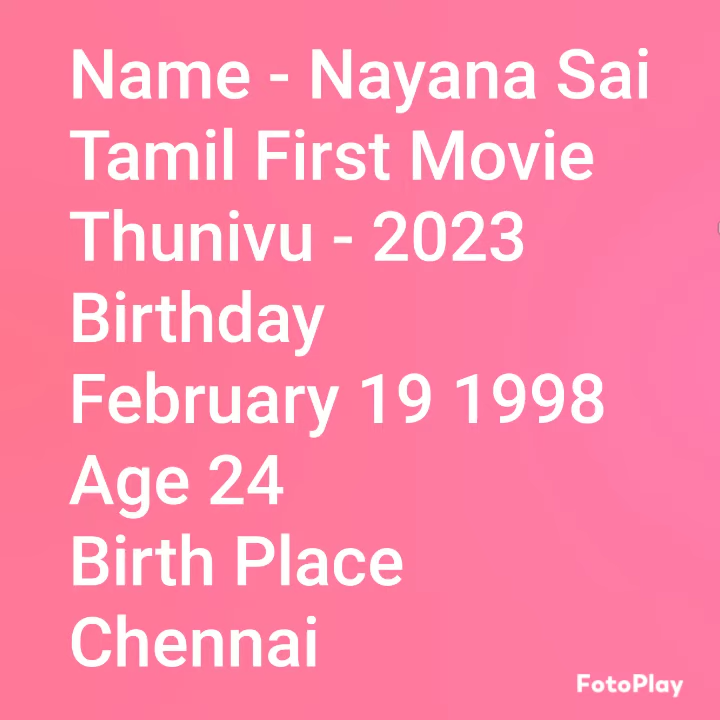 Name - Nayana Sai
Tamil First Movie
Thunivu - 2023
Birthday
February 19 1998
Age 24
Birth Place
Chennai
FotoPlay